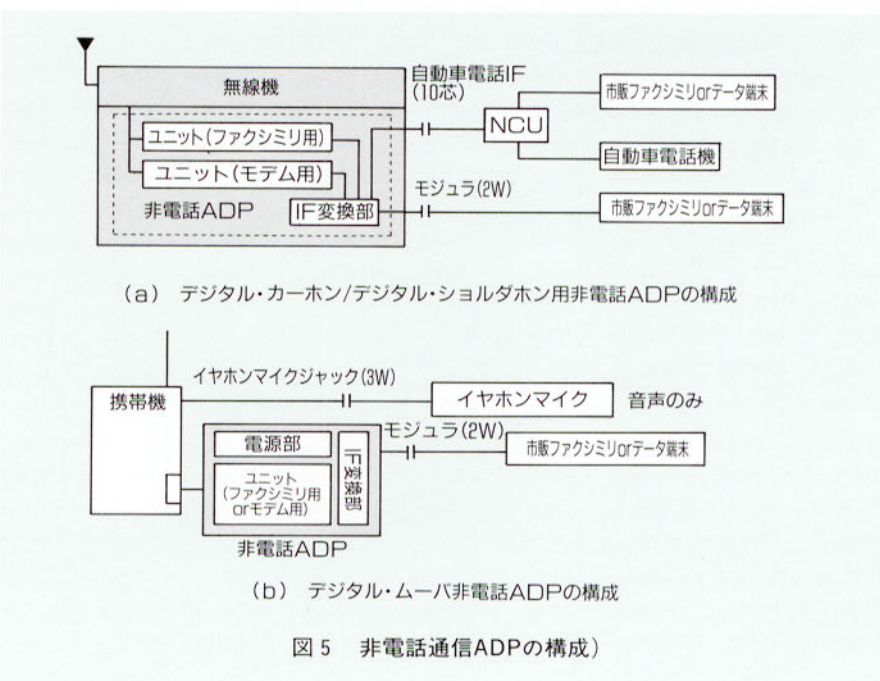 無線機
自動車電話IF
(10芯)
市販ファクシミリorデータ端末
ユニット(ファクシミリ用)
NCU
ユニット(モデム用)
自動車電話機
モジュラ(2W)
非電話ADP
IF変換部
市販ファクシミリorデータ端末
(a) デジタル・カーホン/デジタル・ショルダホン用非電話ADPの構成
イヤホンマイクジャック(3W)
携帯機
イヤホンマイク
音声のみ
電源部
モジュラ(2W)
IF変換部
市販ファクシミリorデータ端末
ユニット
(ファクシミリ用
orモデム用)
非電話ADP
(b) デジタル・ムーバ非電話ADPの構成
図5 非電話通信ADPの構成)